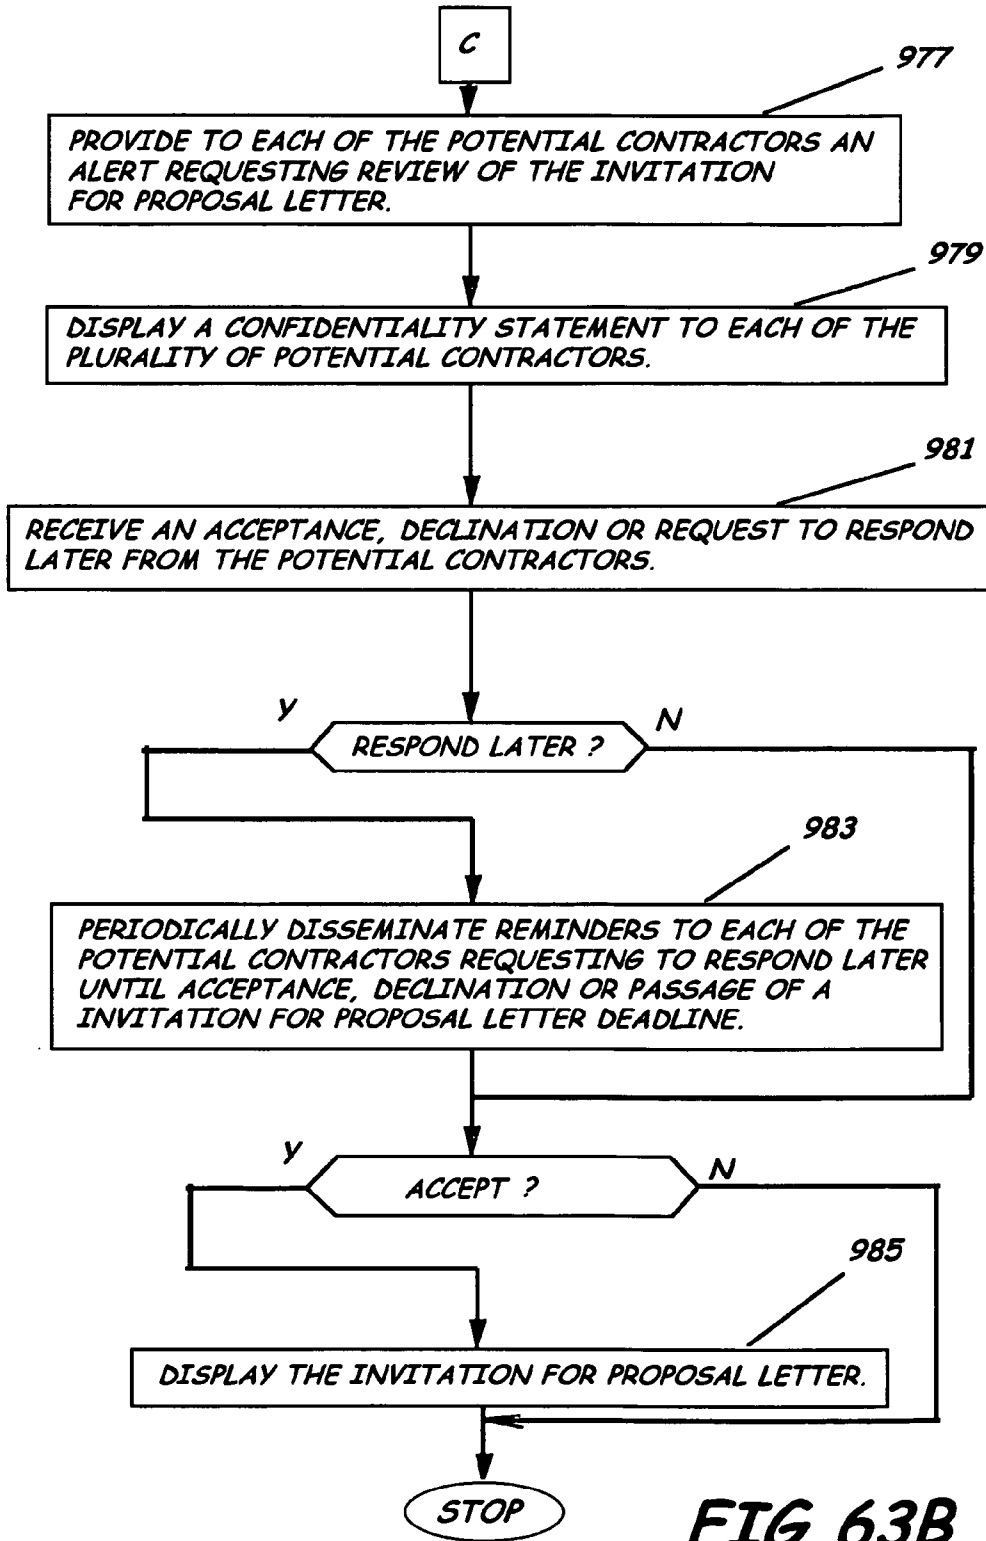 C
977
PROVIDE TO EACH OF THE POTENTIAL CONTRACTORS AN
ALERT REQUESTING REVIEW OF THE INVITATION
FOR PROPOSAL LETTER.
979
DISPLAY A CONFIDENTIALITY STATEMENT TO EACH OF THE
PLURALITY OF POTENTIAL CONTRACTORS.
981
RECEIVE AN ACCEPTANCE, DECLINATION OR REQUEST TO RESPOND
LATER FROM THE POTENTIAL CONTRACTORS.
Y
N
RESPOND LATER ?
983
PERIODICALLY DISSEMINATE REMINDERS TO EACH OF THE
POTENTIAL CONTRACTORS REQUESTING TO RESPOND LATER
UNTIL ACCEPTANCE, DECLINATION OR PASSAGE OF A
INVITATION FOR PROPOSAL LETTER DEADLINE.
Y
N
ACCEPT ?
985
DISPLAY THE INVITATION FOR PROPOSAL LETTER.
STOP
FIG 63B